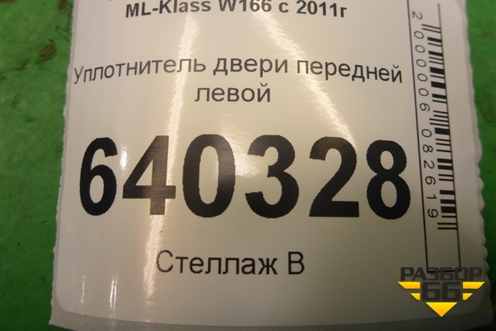 ML-Klass W166 с 2011г
Уплотнитель двери передней
левой
640328
Стеллаж В
2000006082619
РАЗБОР
66